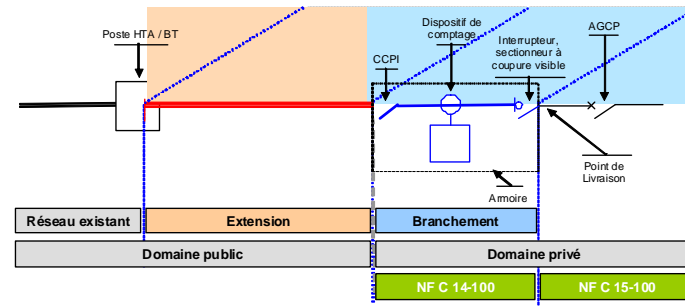 Poste HTA / BT
CCPI
Dispositif de
comptage
Interrupteur,
sectionneur à
coupure visible
AGCP
Point de
Livraison
Armoire
Réseau existant
Extension
Branchement
Domaine public
Domaine privé
NF C 14-100
NF C 15-100